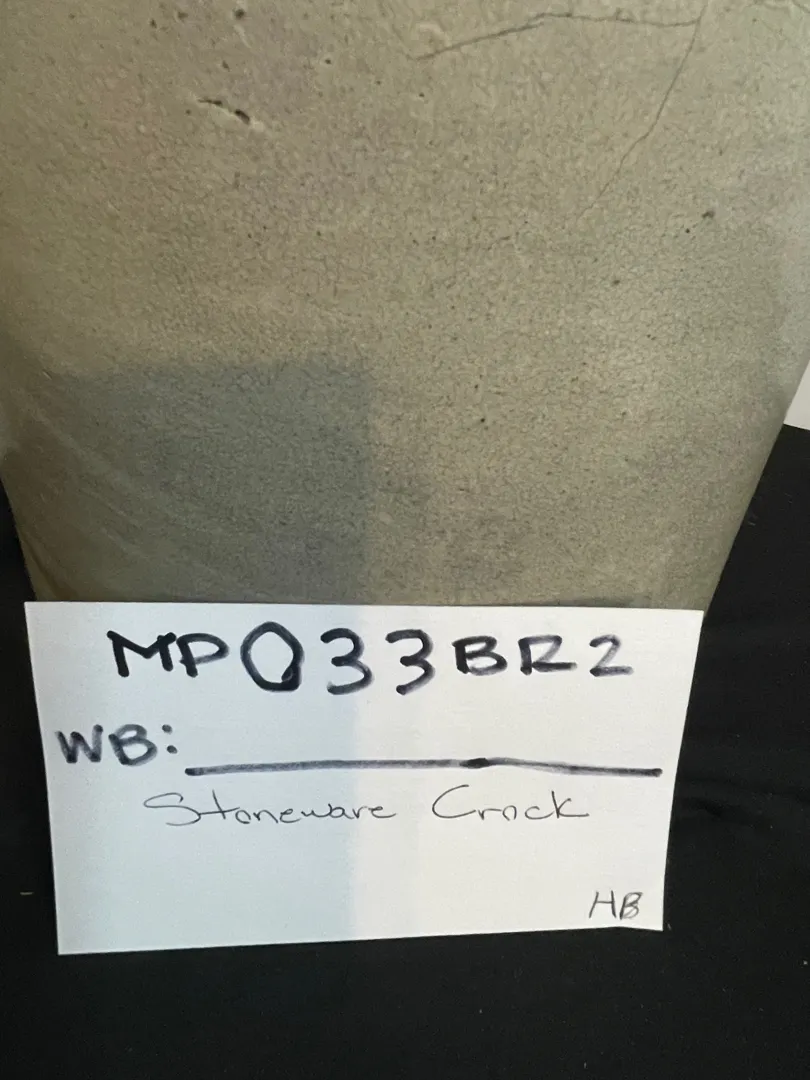 MP033BR2
WB:
Stoneware Crock
HB